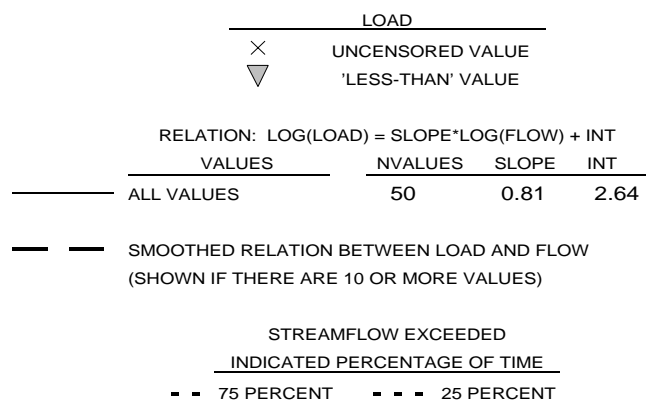 LOAD
UNCENSORED VALUE
'LESS-THAN' VALUE
RELATION: LOG(LOAD) = SLOPE*LOG(FLOW) + INT
VALUES NVALUES SLOPE INT
ALL VALUES 50 0.81 2.64
SMOOTHED RELATION BETWEEN LOAD AND FLOW
(SHOWN IF THERE ARE 10 OR MORE VALUES)
STREAMFLOW EXCEEDED
INDICATED PERCENTAGE OF TIME
75 PERCENT 25 PERCENT